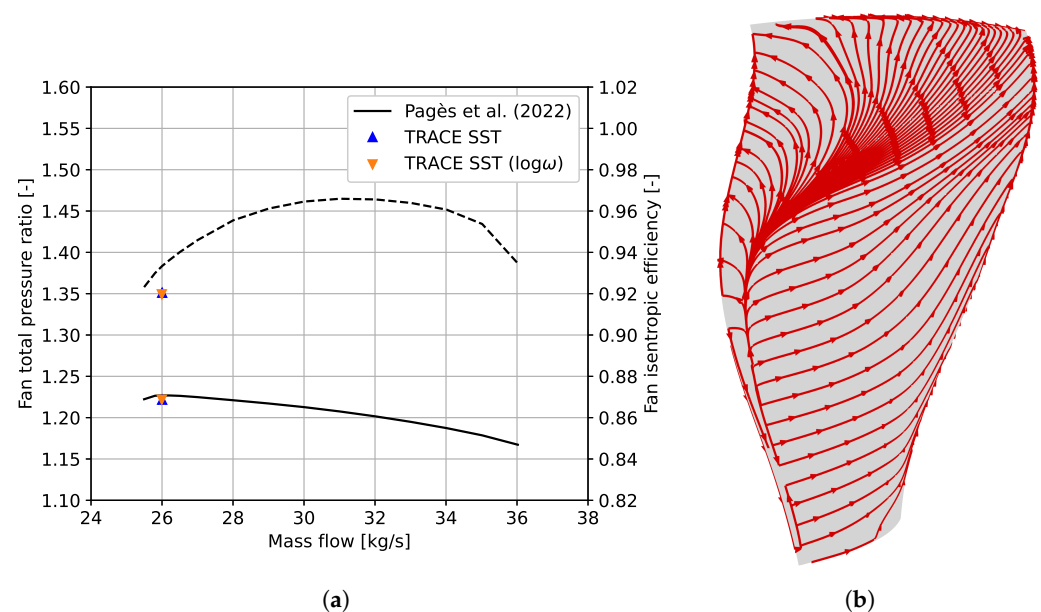 1.60
1.55
1.50
1.45
1.40
1.35
1.30
1.25
1.20
1.15
1.10
Fan total pressure ratio [-]
24 26 28 30 32 34 36 38
Mass flow [kg/s]
1.02
1.00
0.98
0.96
0.94
0.92
0.90
0.88
0.86
0.84
0.82
Fan isentropic efficiency [-]
Pagès et al. (2022)
TRACE SST
TRACE SST (logω)
(a)
(b)